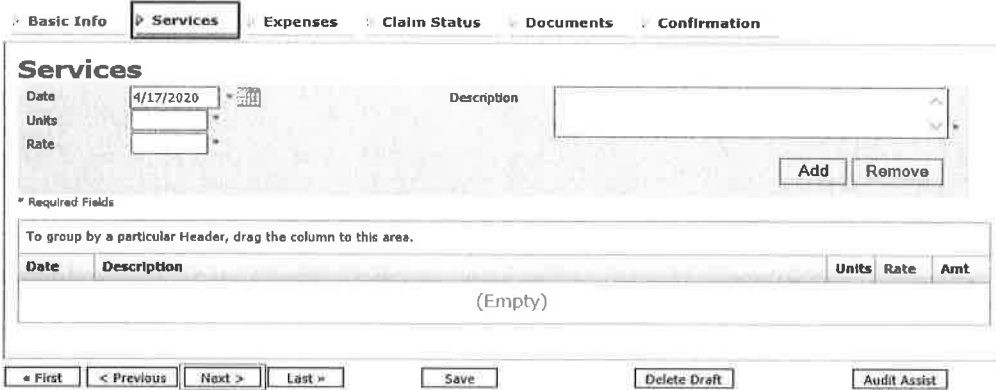 Basic Info Services Expenses Claim Status Documents Confirmation
Services
Date 4/17/2020 * Description
Units * *
Rate *
Add Remove
* Required Fields
To group by a particular Header, drag the column to this area.
Date Description Units Rate Amt
(Empty)
« First < Previous Next > Last » Save Delete Draft Audit Assist